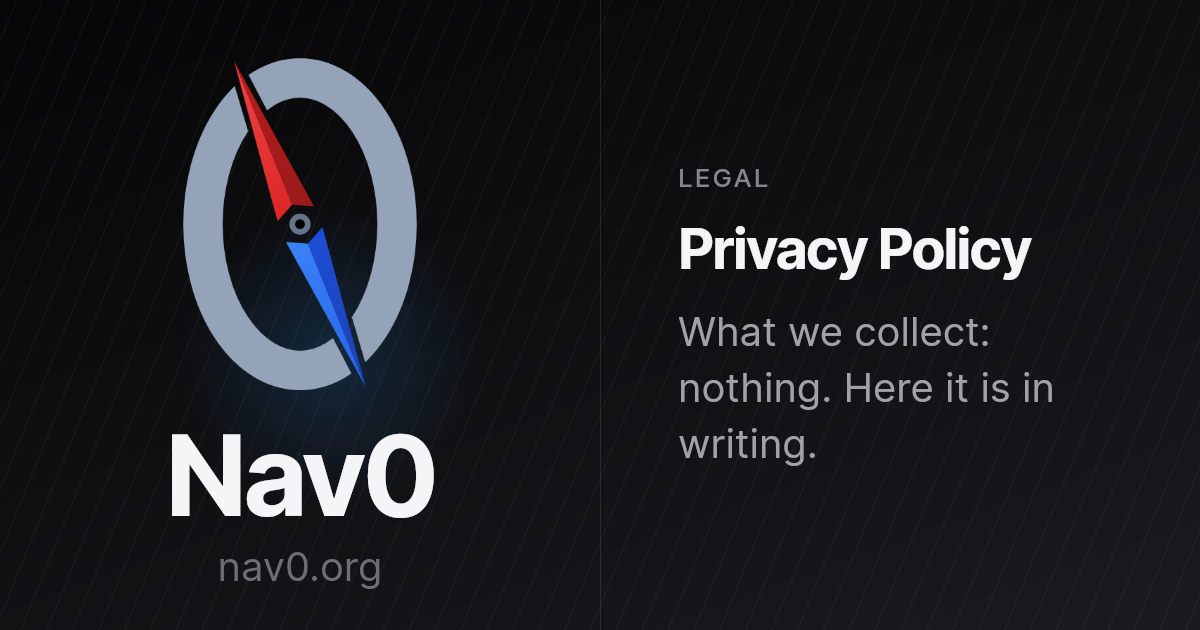 Nav0
nav0.org
LEGAL
Privacy Policy
What we collect:
nothing. Here it is in
writing.